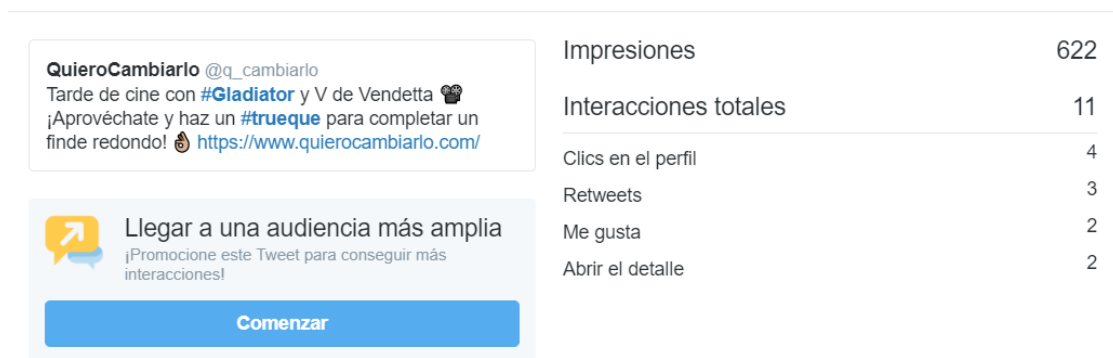 QuieroCambiarlo @q_cambiarlo
Tarde de cine con #Gladiator y V de Vendetta 📽
¡Aprovéchate y haz un #trueque para completar un
finde redondo! 👌🏽 https://www.quierocambiarlo.com/
Llegar a una audiencia más amplia
¡Promocione este Tweet para conseguir más
interacciones!
Comenzar
Impresiones 622
Interacciones totales 11
Clics en el perfil 4
Retweets 3
Me gusta 2
Abrir el detalle 2